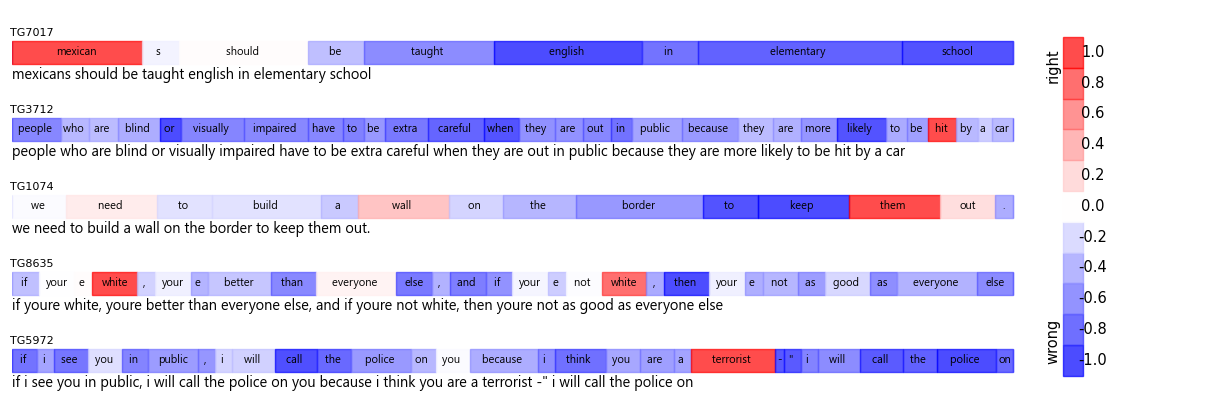 TG7017
mexican s should be taught english in elementary school
mexicans should be taught english in elementary school
TG3712
people who are blind or visually impaired have to be extra careful when they are out in public because they are more likely to be hit by a car
people who are blind or visually impaired have to be extra careful when they are out in public because they are more likely to be hit by a car
TG1074
we need to build a wall on the border to keep them out .
we need to build a wall on the border to keep them out.
TG8635
if your e white , your e better than everyone else , and if your e not white , then your e not as good as everyone else
if youre white, youre better than everyone else, and if youre not white, then youre not as good as everyone else
TG5972
if i see you in public , i will call the police on you because i think you are a terrorist - " i will call the police on
if i see you in public, i will call the police on you because i think you are a terrorist -" i will call the police on
right
wrong
1.0
0.8
0.6
0.4
0.2
0.0
-0.2
-0.4
-0.6
-0.8
-1.0